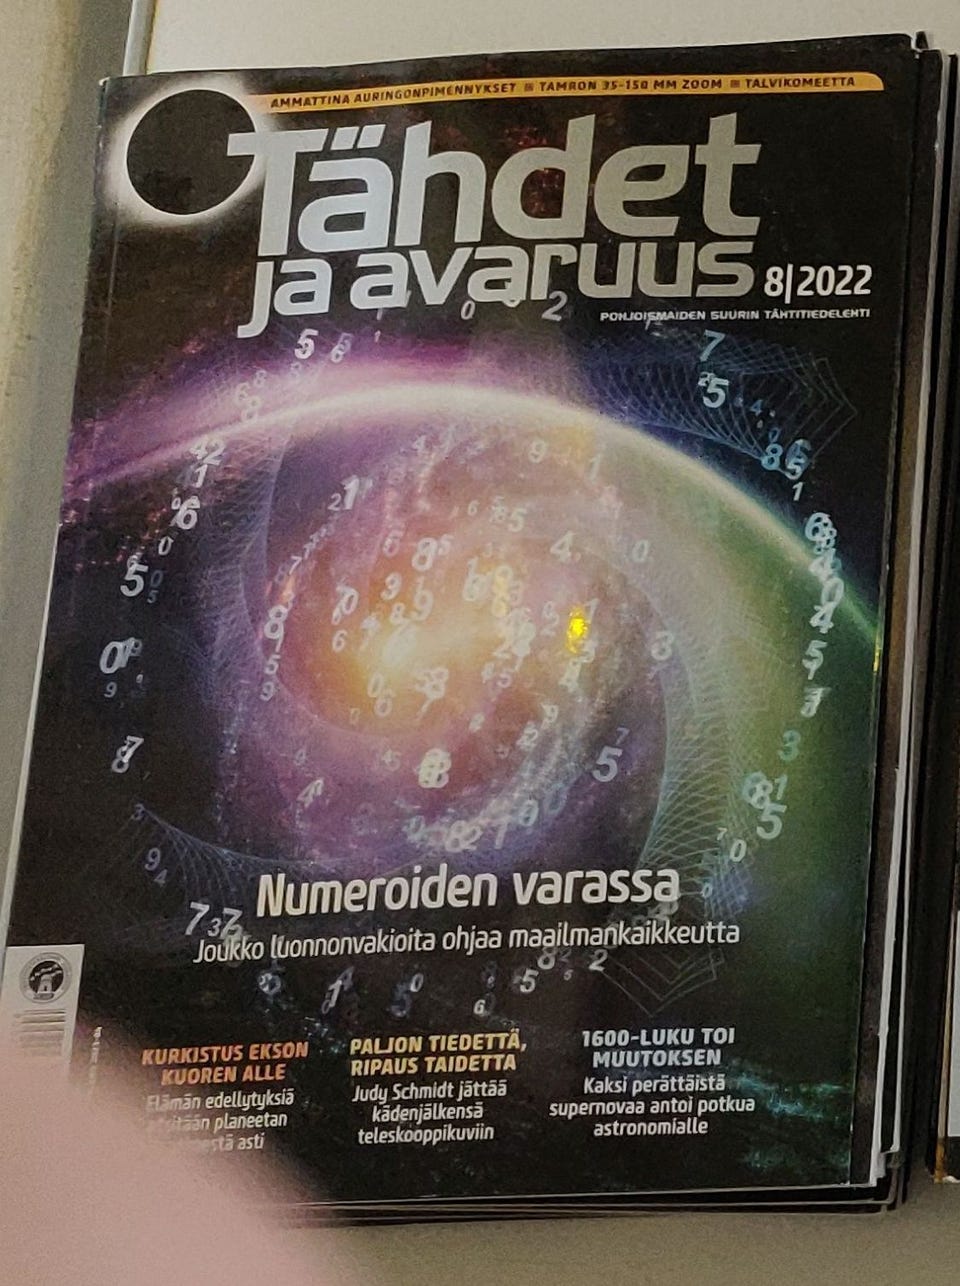 AMMATTINA AURINGONPIMENNYKSET ▪ TAMRON 35-150 MM ZOOM ▪ TALVIKOMEETTA
Tähdet
ja avaruus
8|2022
POHJOISMAIDEN SUURIN TÄHTITIEDELEHTI
Numeroiden varassa
Joukko luonnonvakioita ohjaa maailmankaikkeutta
KURKISTUS EKSON
KUOREN ALLE
Elämän edellytyksiä
planeetan
asti
PALJON TIEDETTÄ,
RIPAUS TAIDETTA
Judy Schmidt jättää
kädenjälkensä
teleskooppikuviin
1600-LUKU TOI
MUUTOKSEN
Kaksi perättäistä
supernovaa antoi potkua
astronomialle